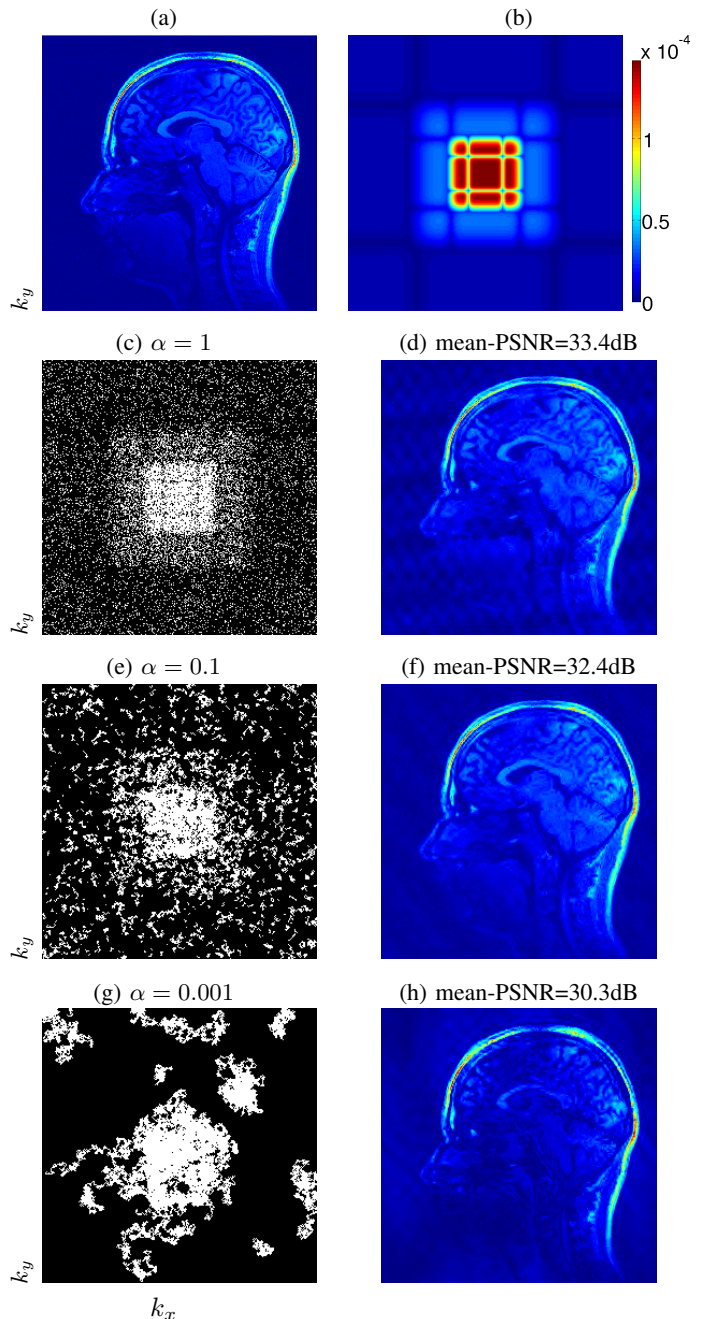 (a)
(b)
x 10⁻⁴
1
0.5
0
k_y
(c) α = 1
(d) mean-PSNR=33.4dB
k_y
(e) α = 0.1
(f) mean-PSNR=32.4dB
k_y
(g) α = 0.001
(h) mean-PSNR=30.3dB
k_y
k_x